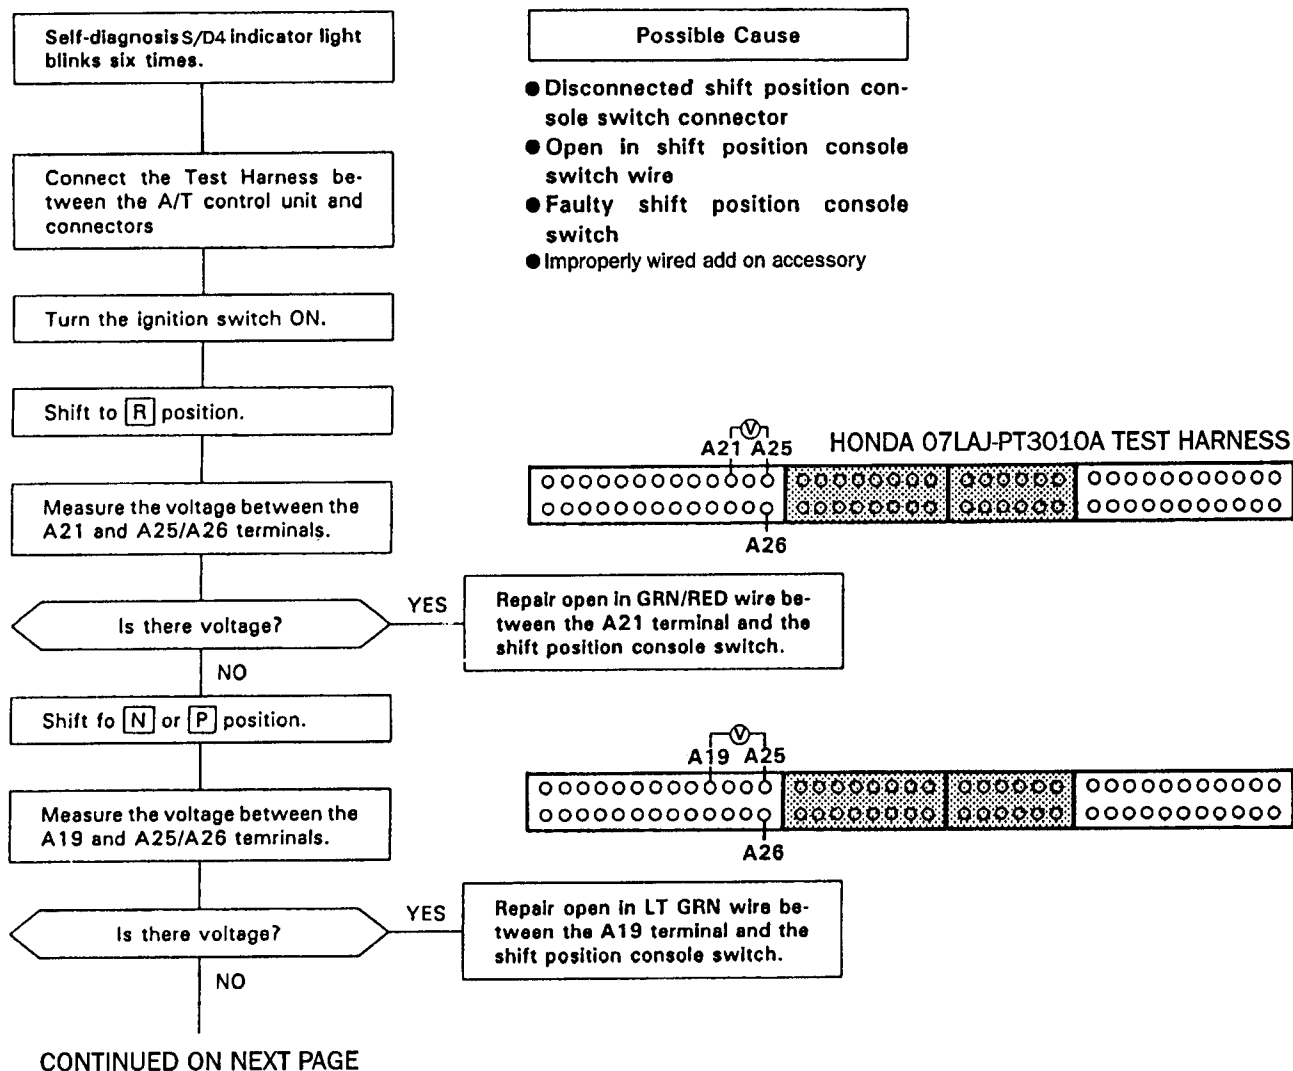 Self-diagnosis S/D4 indicator light
blinks six times.
Connect the Test Harness be-
tween the A/T control unit and
connectors
Turn the ignition switch ON.
Shift to R position.
Measure the voltage between the
A21 and A25/A26 terminals.
Is there voltage?
YES
Repair open in GRN/RED wire be-
tween the A21 terminal and the
shift position console switch.
NO
Shift fo N or P position.
Measure the voltage between the
A19 and A25/A26 temrinals.
Is there voltage?
YES
Repair open in LT GRN wire be-
tween the A19 terminal and the
shift position console switch.
NO
CONTINUED ON NEXT PAGE
Possible Cause
● Disconnected shift position con-
sole switch connector
● Open in shift position console
switch wire
● Faulty shift position console
switch
● Improperly wired add on accessory
V
A21 A25 HONDA 07LAJ-PT3010A TEST HARNESS
A26
V
A19 A25
A26